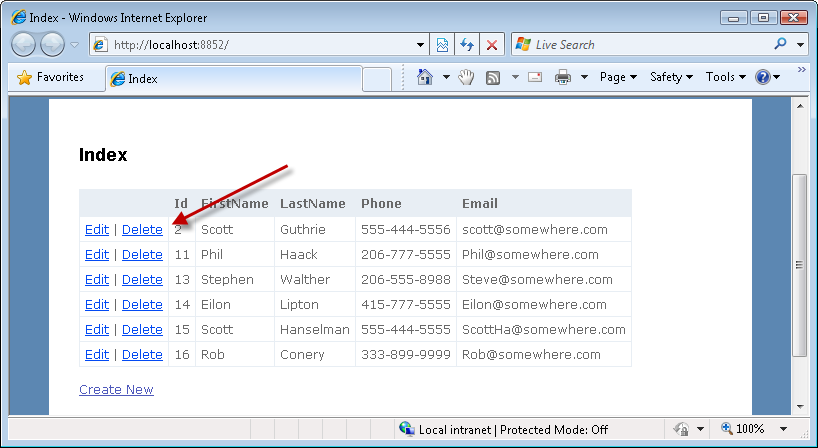 Index - Windows Internet Explorer
http://localhost:8852/ Live Search
Favorites Index Page Safety Tools
Index
Id FirstName LastName Phone Email
Edit | Delete 2 Scott Guthrie 555-444-5556 scott@somewhere.com
Edit | Delete 11 Phil Haack 206-777-5555 Phil@somewhere.com
Edit | Delete 13 Stephen Walther 206-555-8988 Steve@somewhere.com
Edit | Delete 14 Eilon Lipton 415-777-5555 Eilon@somewhere.com
Edit | Delete 15 Scott Hanselman 555-444-5555 ScottHa@somewhere.com
Edit | Delete 16 Rob Conery 333-899-9999 Rob@somewhere.com
Create New
Local intranet | Protected Mode: Off 100%